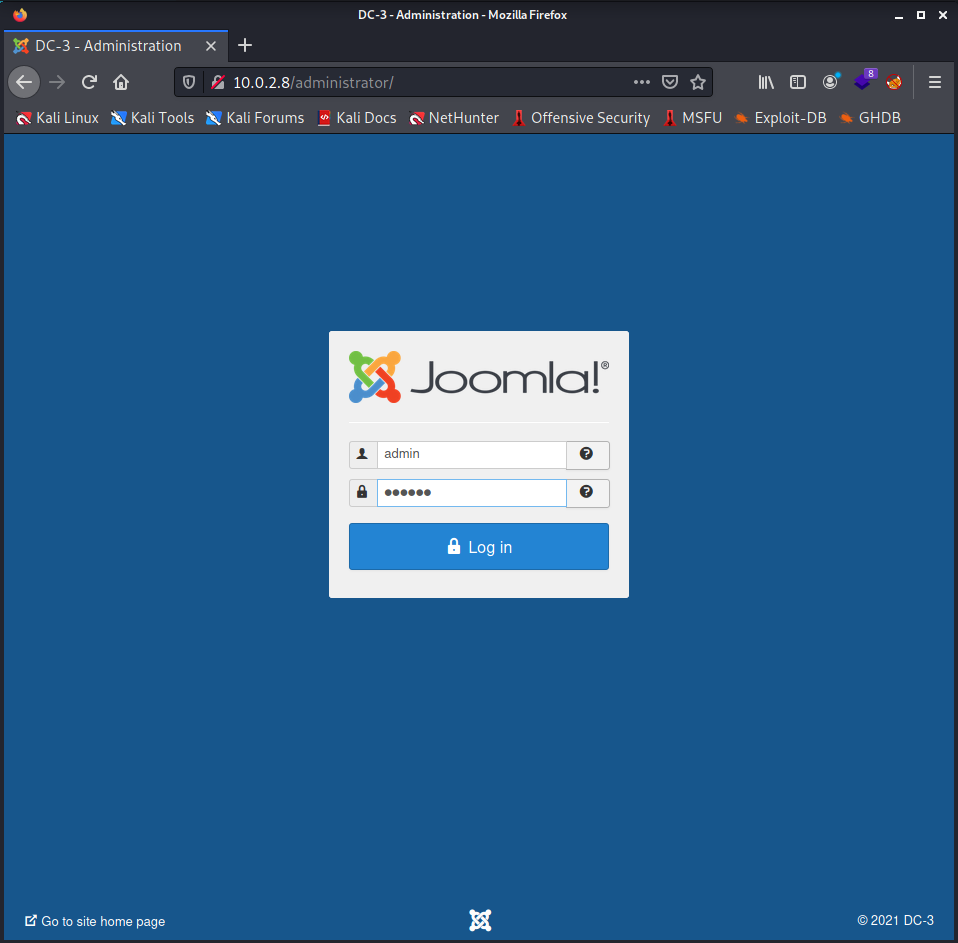 DC-3 - Administration - Mozilla Firefox
DC-3 - Administration
10.0.2.8/administrator/
8
Kali Linux Kali Tools Kali Forums Kali Docs NetHunter Offensive Security MSFU Exploit-DB GHDB
Joomla!®
admin
••••••
Log in
Go to site home page
© 2021 DC-3